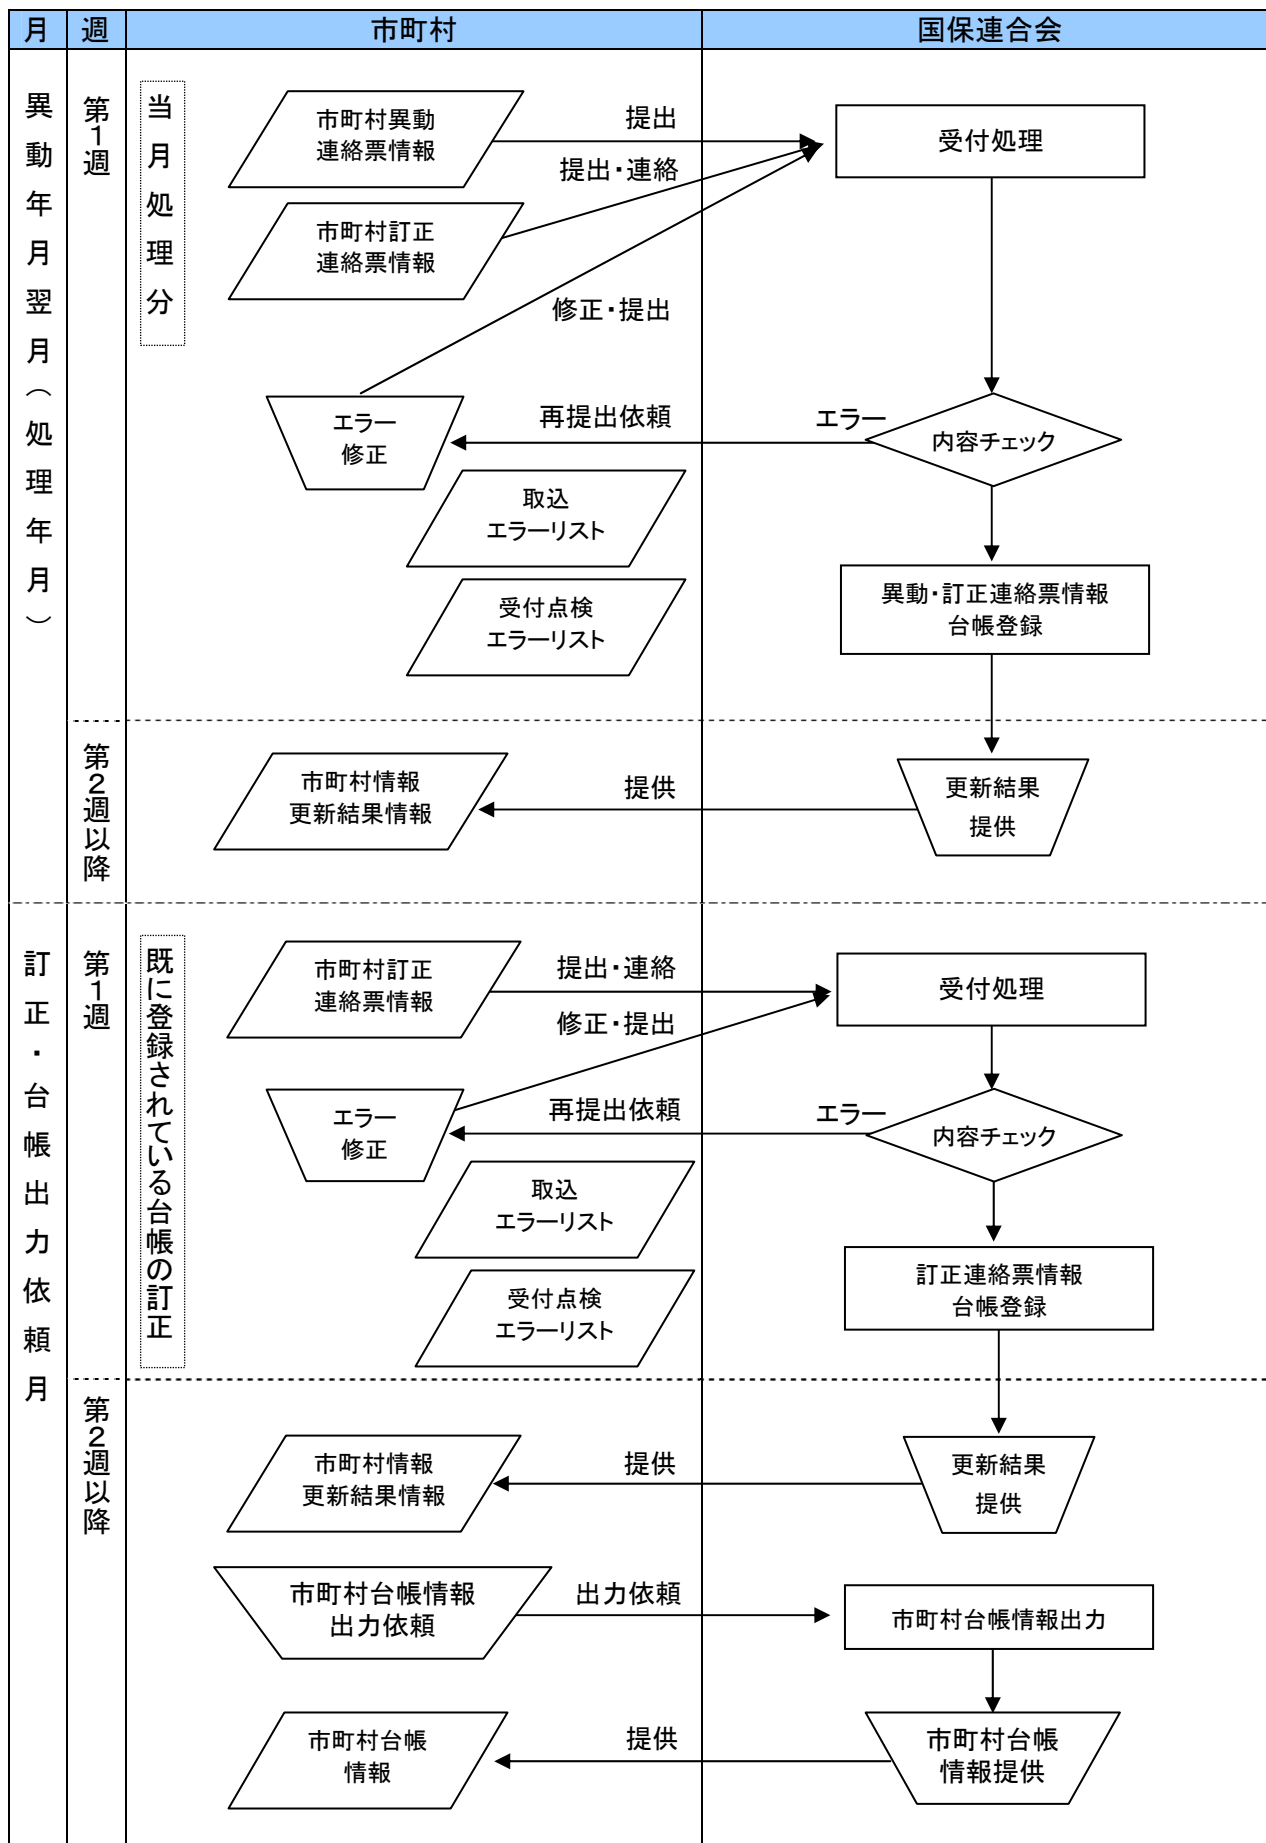 月 週 市町村 国保連合会
異動年月翌月（処理年月）
第1週
当月処理分
市町村異動
連絡票情報
提出
受付処理
提出・連絡
市町村訂正
連絡票情報
修正・提出
エラー
修正
再提出依頼
エラー
内容チェック
取込
エラーリスト
受付点検
エラーリスト
異動・訂正連絡票情報
台帳登録
第2週以降
市町村情報
更新結果情報
提供
更新結果
提供
訂正・台帳出力依頼月
第1週
既に登録されている台帳の訂正
市町村訂正
連絡票情報
提出・連絡
受付処理
修正・提出
エラー
修正
再提出依頼
エラー
内容チェック
取込
エラーリスト
受付点検
エラーリスト
訂正連絡票情報
台帳登録
第2週以降
市町村情報
更新結果情報
提供
更新結果
提供
市町村台帳情報
出力依頼
出力依頼
市町村台帳情報出力
市町村台帳
情報
提供
市町村台帳
情報提供